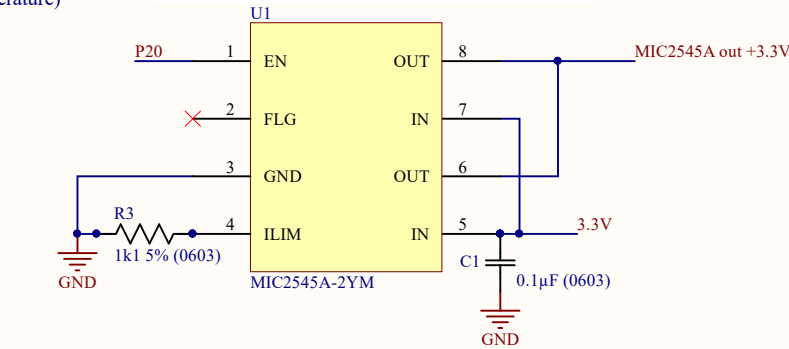 U1
P20
1
EN
OUT
8
MIC2545A out +3.3V
2
FLG
IN
7
3
GND
OUT
6
R3
4
ILIM
IN
5
3.3V
1k1 5% (0603)
C1
GND
MIC2545A-2YM
0.1µF (0603)
GND